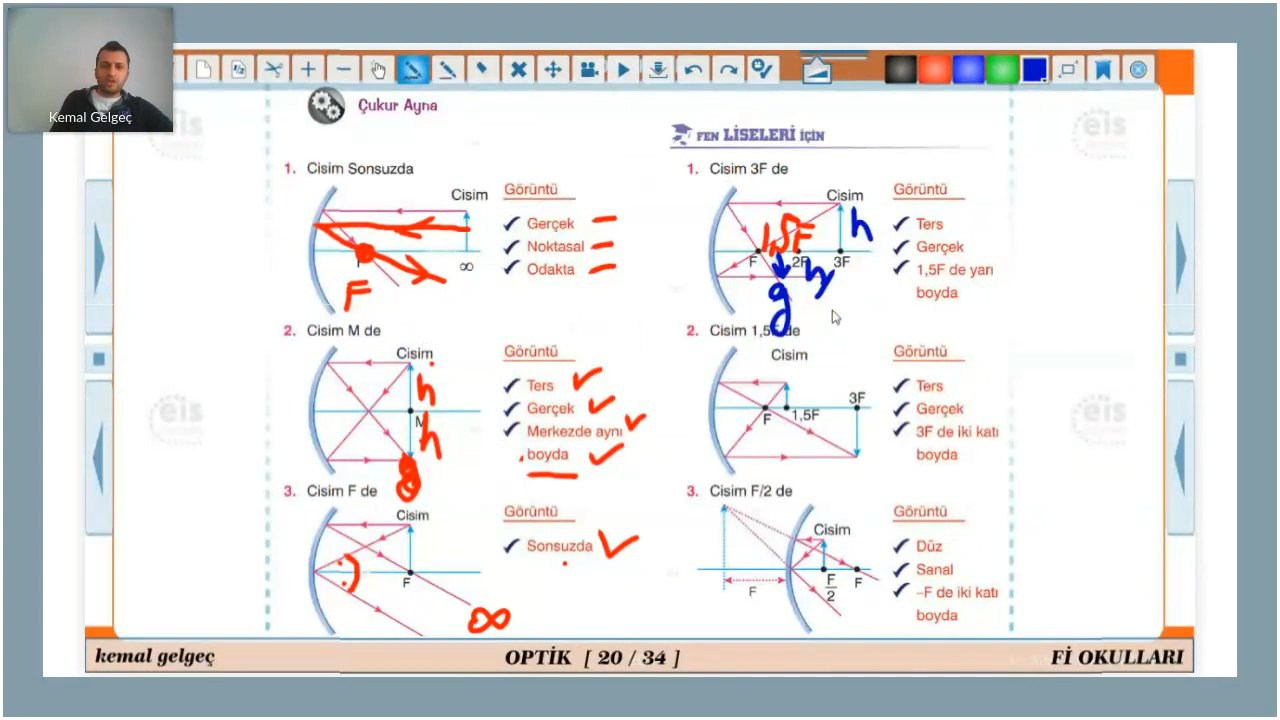 Kemal Gelgeç
Çukur Ayna
1. Cisim Sonsuzda
Cisim
∞
F
F
Görüntü
✓ Gerçek
✓ Noktasal
✓ Odakta
2. Cisim M de
Cisim
h
M
h
g
Görüntü
✓ Ters
✓ Gerçek
✓ Merkezde aynı
boyda
3. Cisim F de
Cisim
F
∞
Görüntü
✓ Sonsuzda
FEN LİSELERİ İÇİN
1. Cisim 3F de
Cisim
1,5F
h
F
2F
3F
g
Görüntü
✓ Ters
✓ Gerçek
✓ 1,5F de yarı
boyda
2. Cisim 1,5F de
Cisim
3F
F
1,5F
Görüntü
✓ Ters
✓ Gerçek
✓ 3F de iki katı
boyda
3. Cisim F/2 de
Cisim
F
F/2
F
Görüntü
✓ Düz
✓ Sanal
✓ –F de iki katı
boyda
kemal gelgeç
OPTİK [ 20 / 34 ]
Fİ OKULLARI
eis
eis
eis
eis